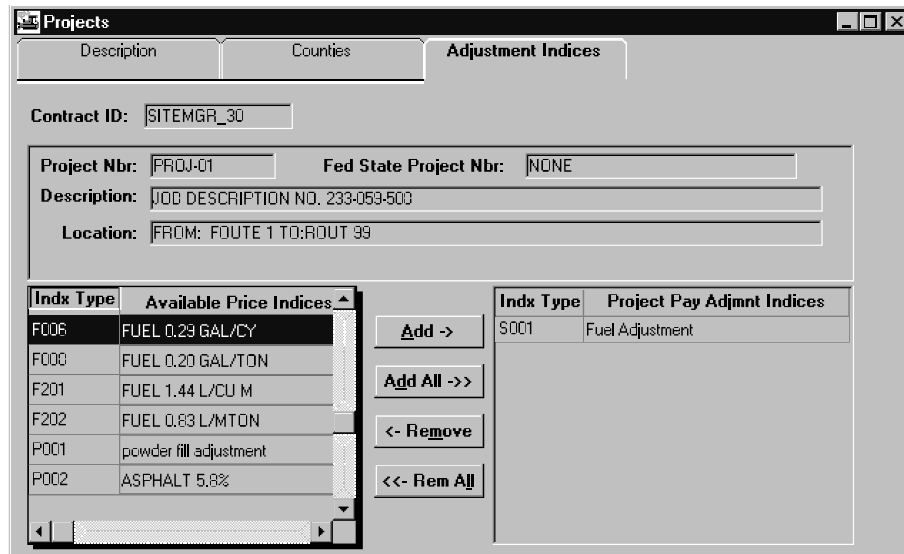 Projects
Description Counties Adjustment Indices
Contract ID: SITEMGR_30
Project Nbr: PROJ-01 Fed State Project Nbr: NONE
Description: JOB DESCRIPTION NO. 233-059-500
Location: FROM: FOUTE 1 TO:ROUT 99
Indx Type Available Price Indices
F006 FUEL 0.29 GAL/CY
F008 FUEL 0.20 GAL/TON
F201 FUEL 1.44 L/CU M
F202 FUEL 0.83 L/MTON
P001 powder fill adjustment
P002 ASPHALT 5.8%
Add ->
Add All ->>
<- Remove
<<- Rem All
Indx Type Project Pay Adjmnt Indices
S001 Fuel Adjustment